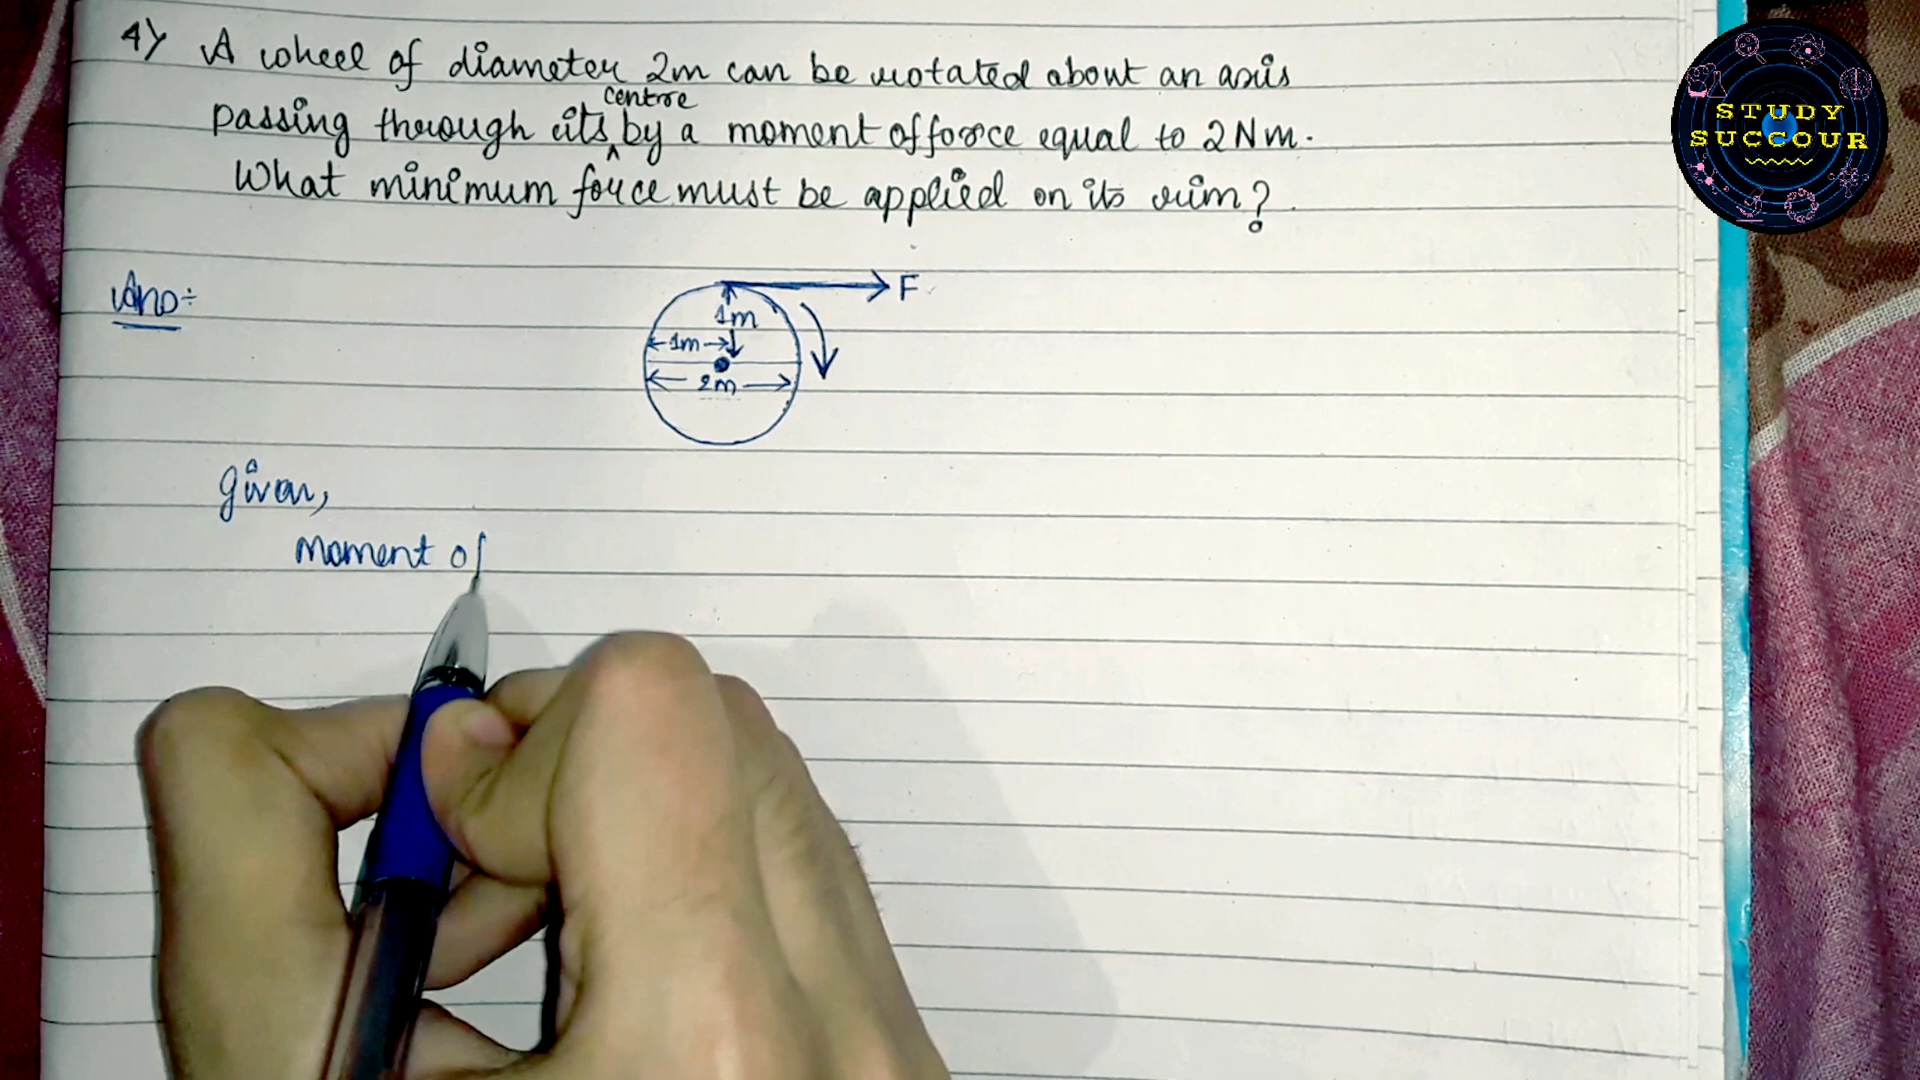 4) A wheel of diameter 2m can be rotated about an axis
passing through its centre by a moment of force equal to 2Nm.
What minimum force must be applied on its rim?
Ans:
F
1m
1m
2m
given,
moment of
STUDY
SUCCOUR